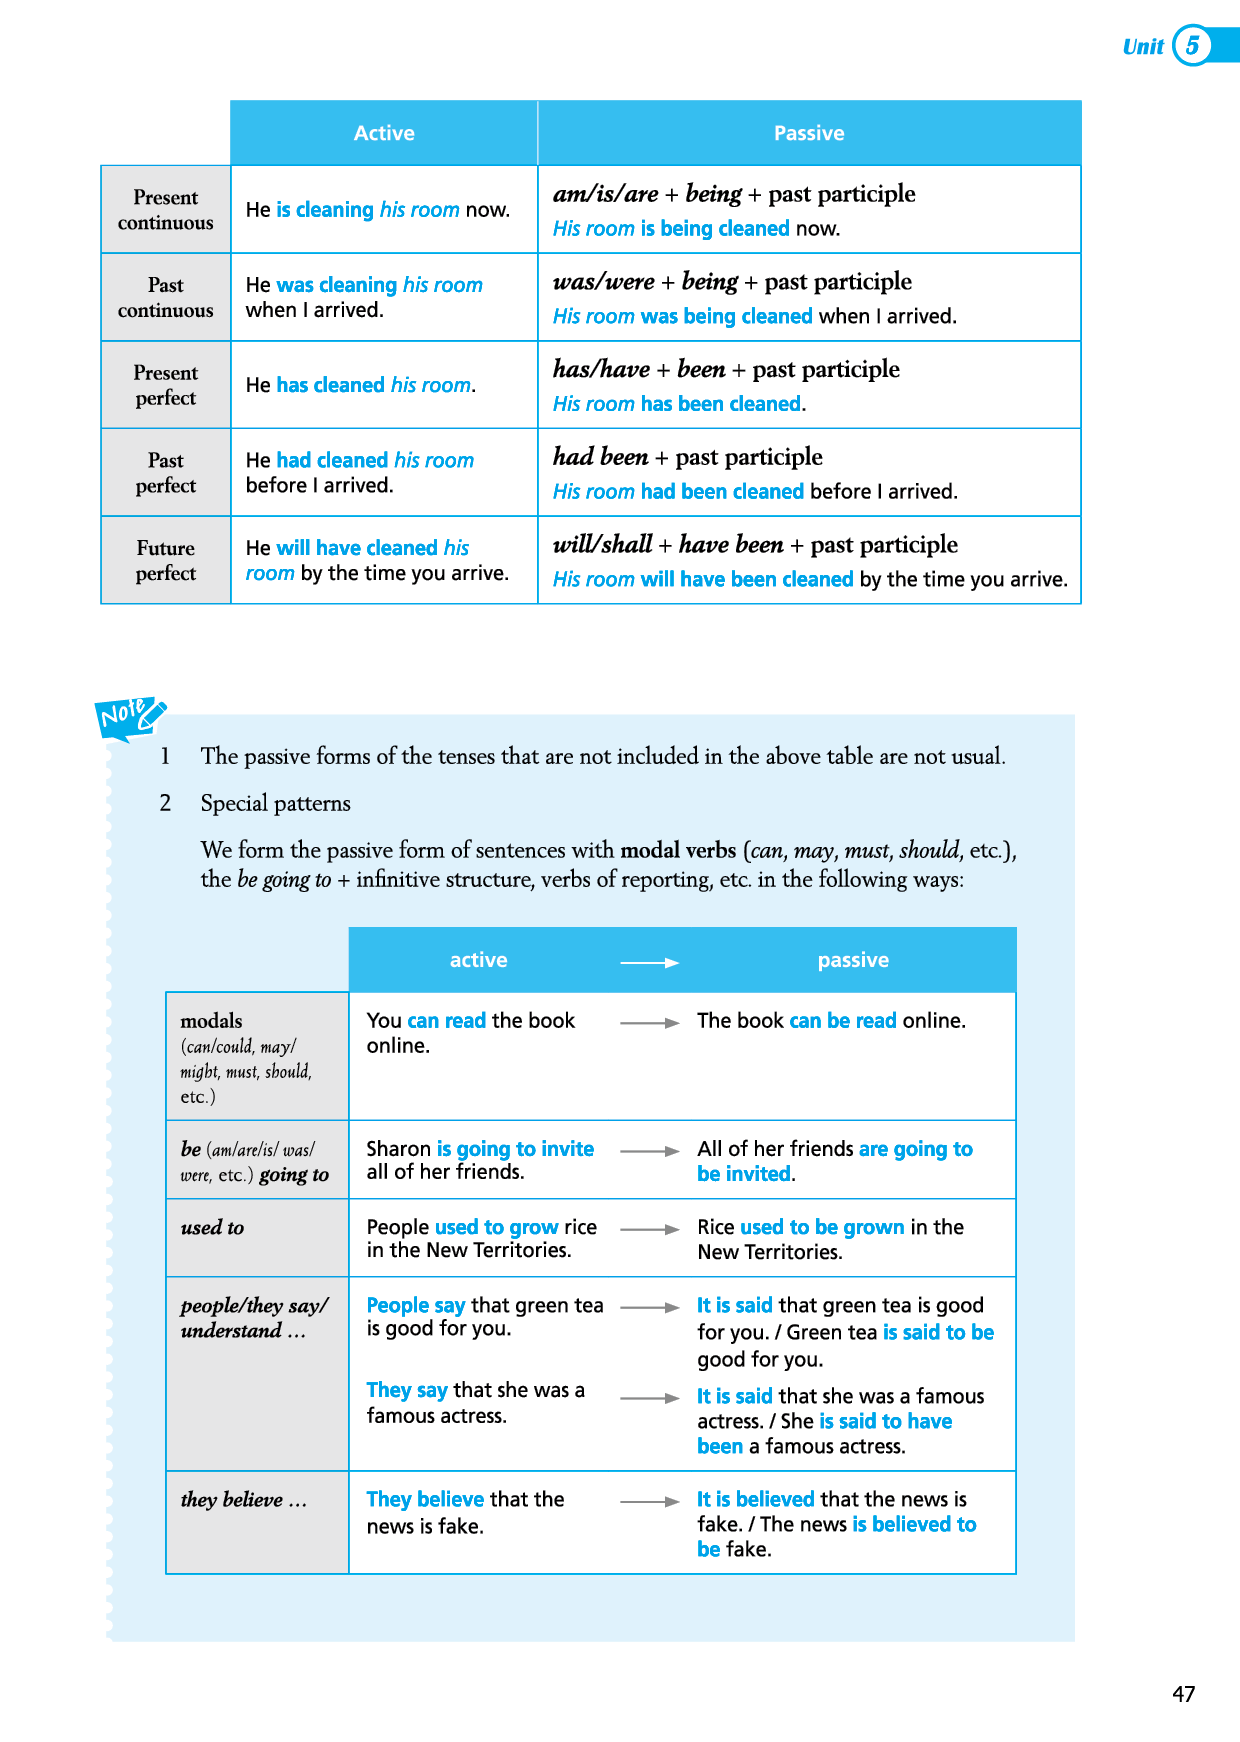 Unit 5
Active Passive
Present
continuous
He is cleaning his room now.
am/is/are + being + past participle
His room is being cleaned now.
Past
continuous
He was cleaning his room
when I arrived.
was/were + being + past participle
His room was being cleaned when I arrived.
Present
perfect
He has cleaned his room.
has/have + been + past participle
His room has been cleaned.
Past
perfect
He had cleaned his room
before I arrived.
had been + past participle
His room had been cleaned before I arrived.
Future
perfect
He will have cleaned his
room by the time you arrive.
will/shall + have been + past participle
His room will have been cleaned by the time you arrive.
Note
1 The passive forms of the tenses that are not included in the above table are not usual.
2 Special patterns
We form the passive form of sentences with modal verbs (can, may, must, should, etc.),
the be going to + infinitive structure, verbs of reporting, etc. in the following ways:
active passive
modals
(can/could, may/
might, must, should,
etc.)
You can read the book
online.
The book can be read online.
be (am/are/is/ was/
were, etc.) going to
Sharon is going to invite
all of her friends.
All of her friends are going to
be invited.
used to
People used to grow rice
in the New Territories.
Rice used to be grown in the
New Territories.
people/they say/
understand ...
People say that green tea
is good for you.
It is said that green tea is good
for you. / Green tea is said to be
good for you.
They say that she was a
famous actress.
It is said that she was a famous
actress. / She is said to have
been a famous actress.
they believe ...
They believe that the
news is fake.
It is believed that the news is
fake. / The news is believed to
be fake.
47